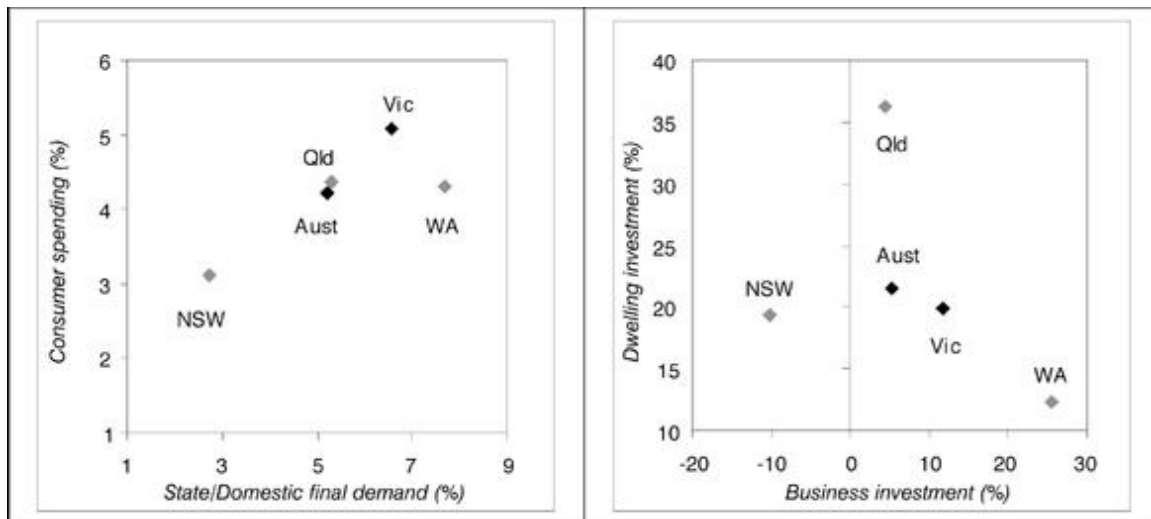 6
5
4
3
2
1
Consumer spending (%)
Vic
Qld
Aust
WA
NSW
1 3 5 7 9
State/Domestic final demand (%)
40
35
30
25
20
15
10
Dwelling investment (%)
Qld
Aust
NSW
Vic
WA
-20 -10 0 10 20 30
Business investment (%)